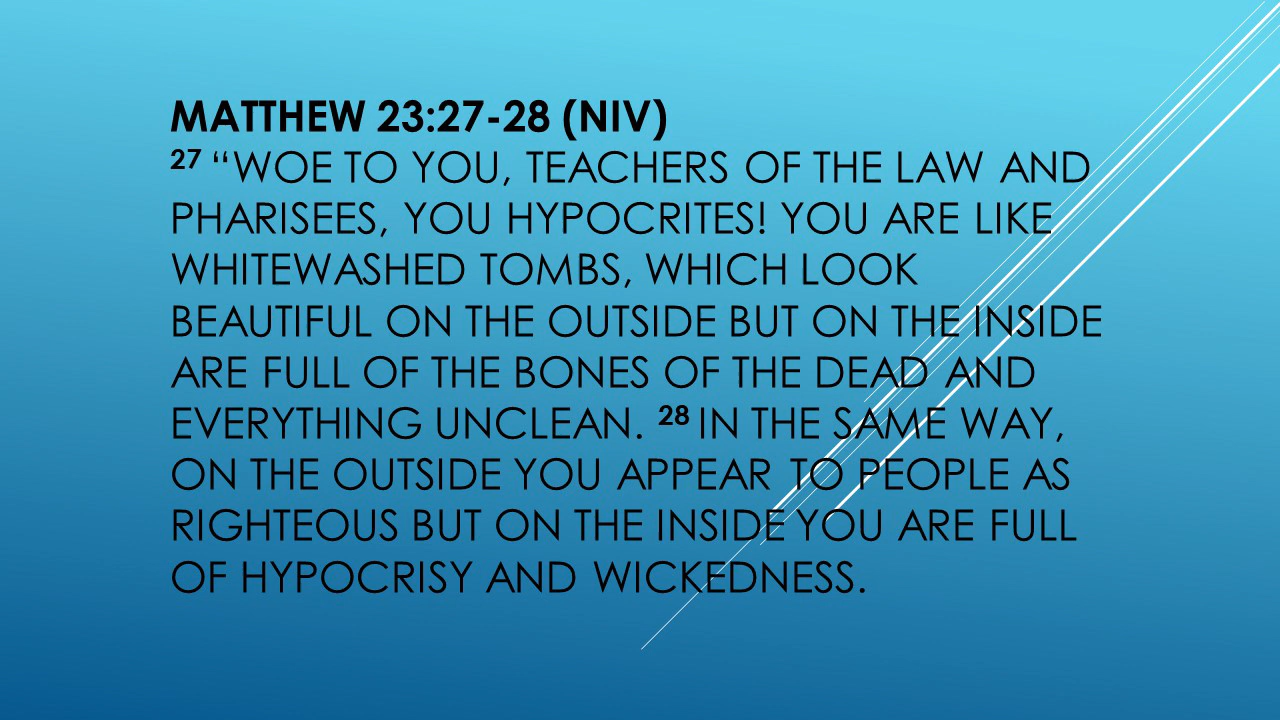 MATTHEW 23:27-28 (NIV)
27 “WOE TO YOU, TEACHERS OF THE LAW AND
PHARISEES, YOU HYPOCRITES! YOU ARE LIKE
WHITEWASHED TOMBS, WHICH LOOK
BEAUTIFUL ON THE OUTSIDE BUT ON THE INSIDE
ARE FULL OF THE BONES OF THE DEAD AND
EVERYTHING UNCLEAN. 28 IN THE SAME WAY,
ON THE OUTSIDE YOU APPEAR TO PEOPLE AS
RIGHTEOUS BUT ON THE INSIDE YOU ARE FULL
OF HYPOCRISY AND WICKEDNESS.